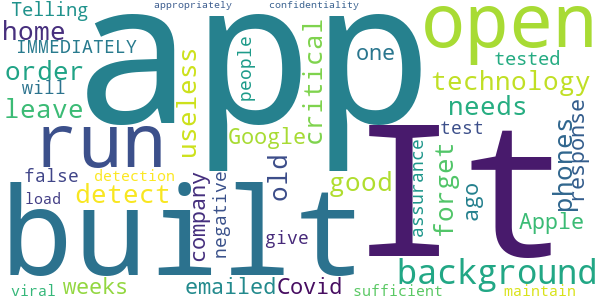 Telling
appropriately
confidentiality
home
IMMEDIATELY
app
open
order
will
useless
people
critical
one
tested
technology
leave
run
Google
needs
test
phones
response
false
detection
detect
load
company
negative
old
good
forget
assurance
ago
built
It
give
Apple
background
viral
weeks
emailed
Covid
sufficient
maintain